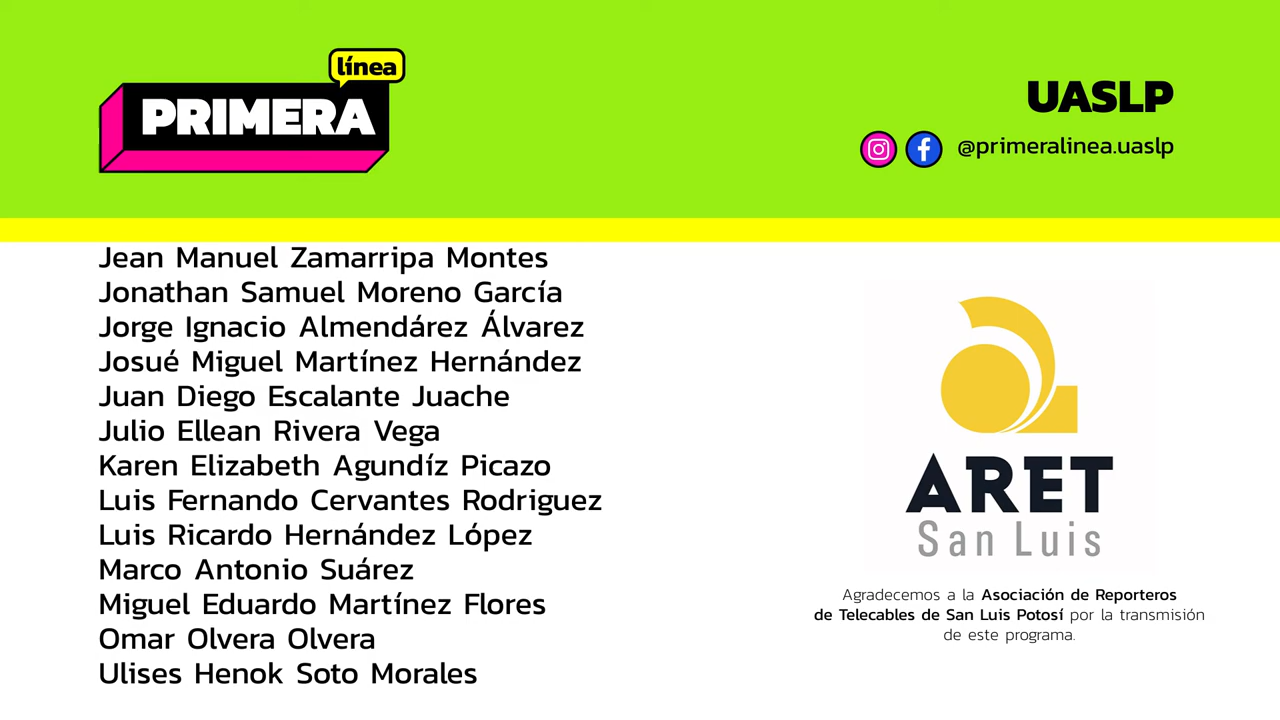 línea
PRIMERA
UASLP
@primeralinea.uaslp
Jean Manuel Zamarripa Montes
Jonathan Samuel Moreno García
Jorge Ignacio Almendárez Álvarez
Josué Miguel Martínez Hernández
Juan Diego Escalante Juache
Julio Ellean Rivera Vega
Karen Elizabeth Agundíz Picazo
Luis Fernando Cervantes Rodriguez
Luis Ricardo Hernández López
Marco Antonio Suárez
Miguel Eduardo Martínez Flores
Omar Olvera Olvera
Ulises Henok Soto Morales
ARET
San Luis
Agradecemos a la Asociación de Reporteros
de Telecables de San Luis Potosí por la transmisión
de este programa.